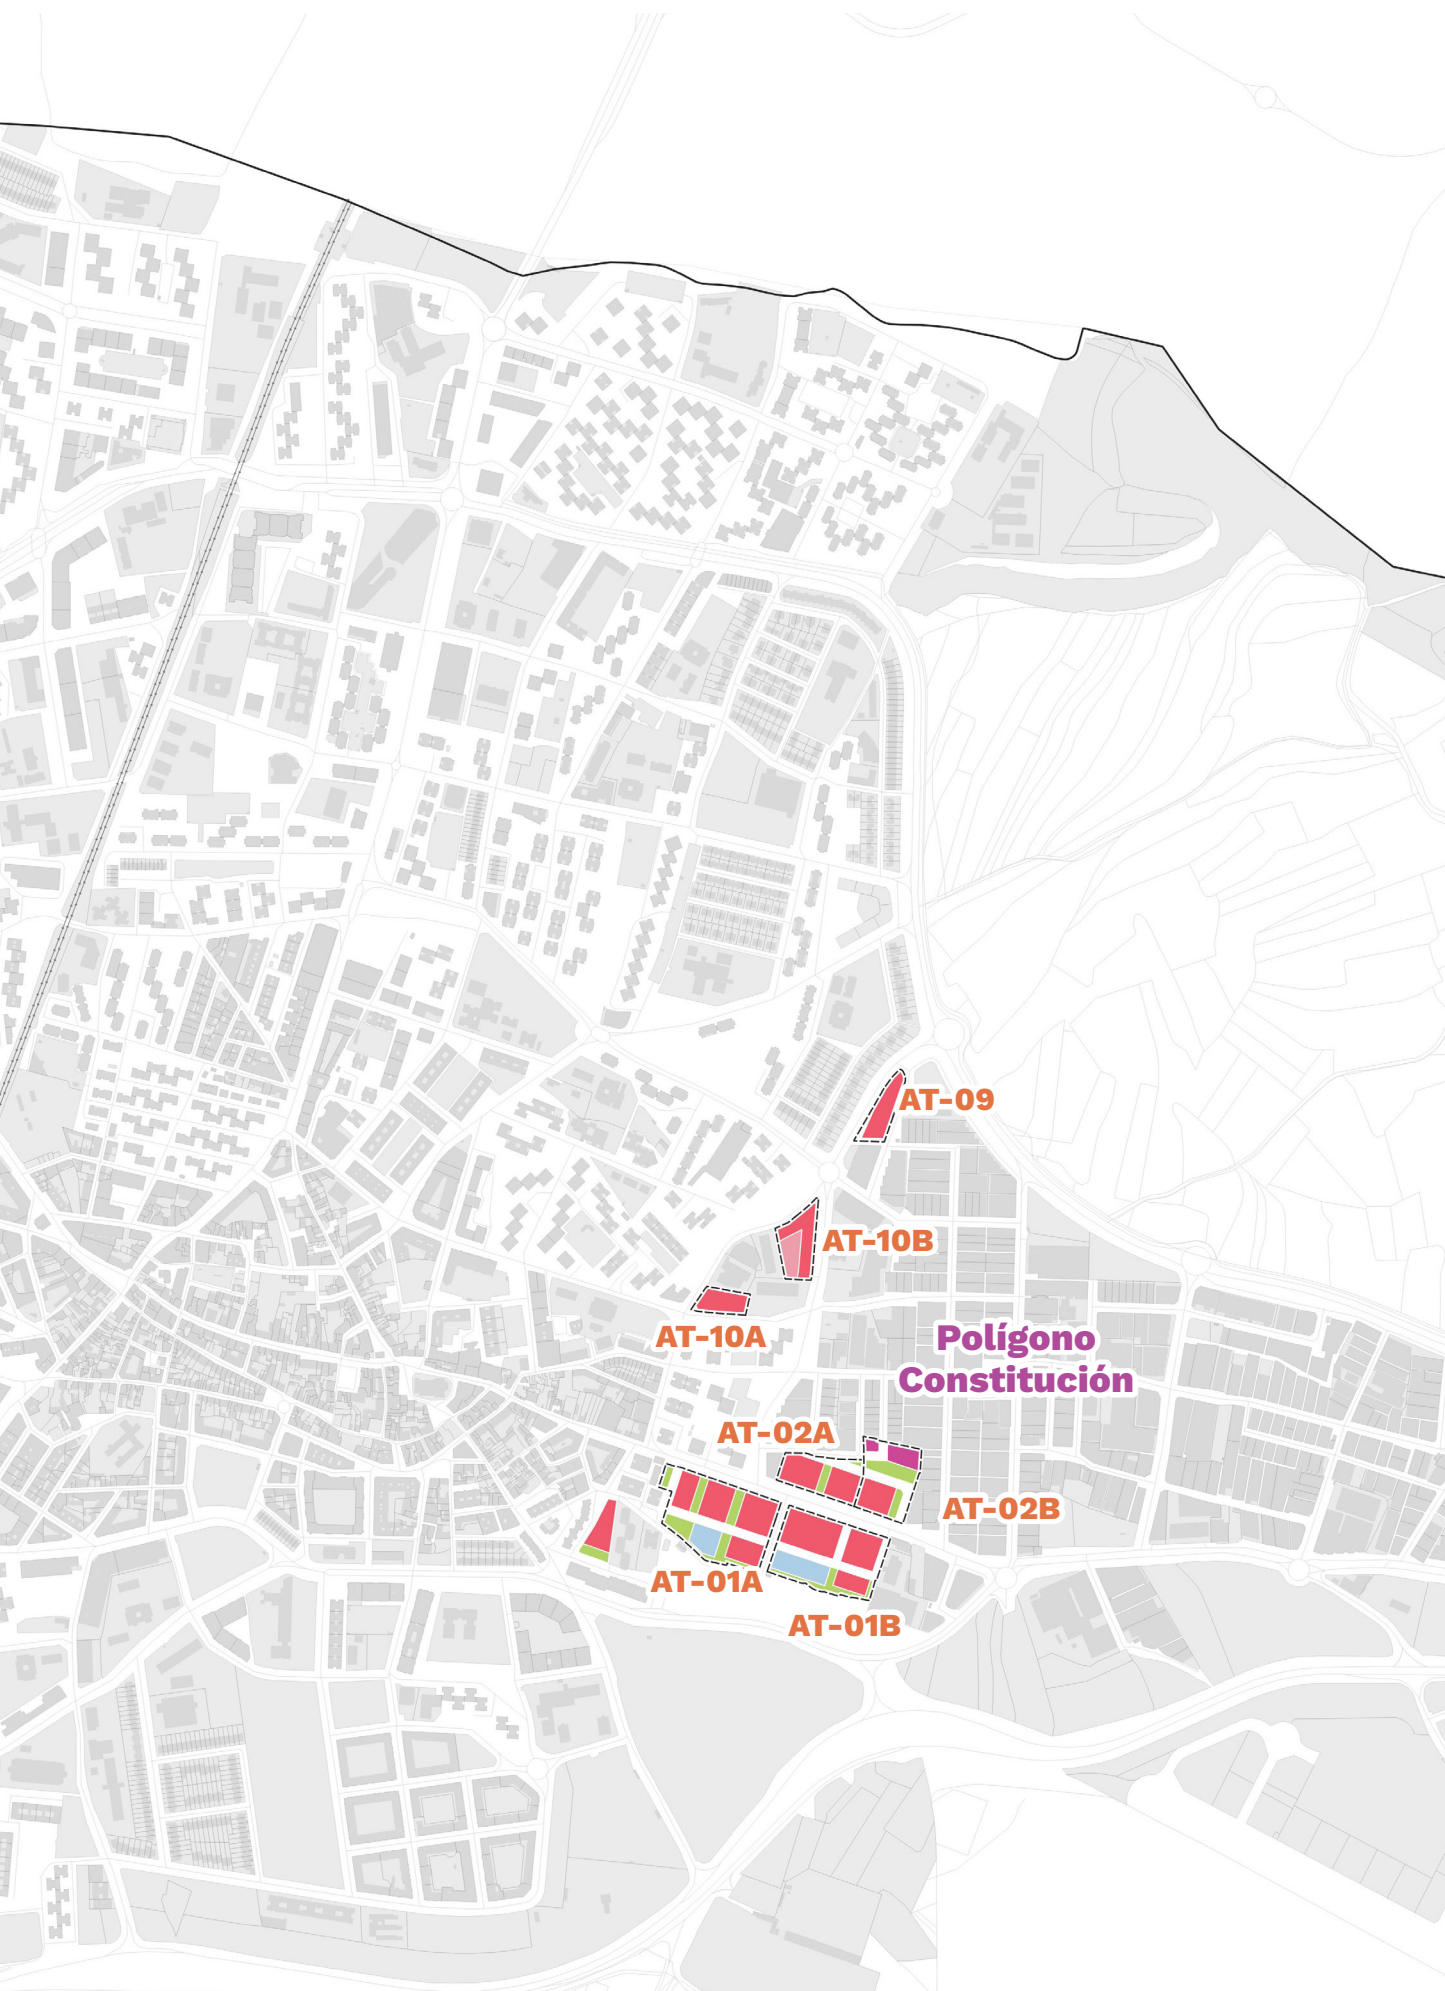 AT-09
AT-10B
AT-10A
Polígono
Constitución
AT-02A
AT-02B
AT-01A
AT-01B